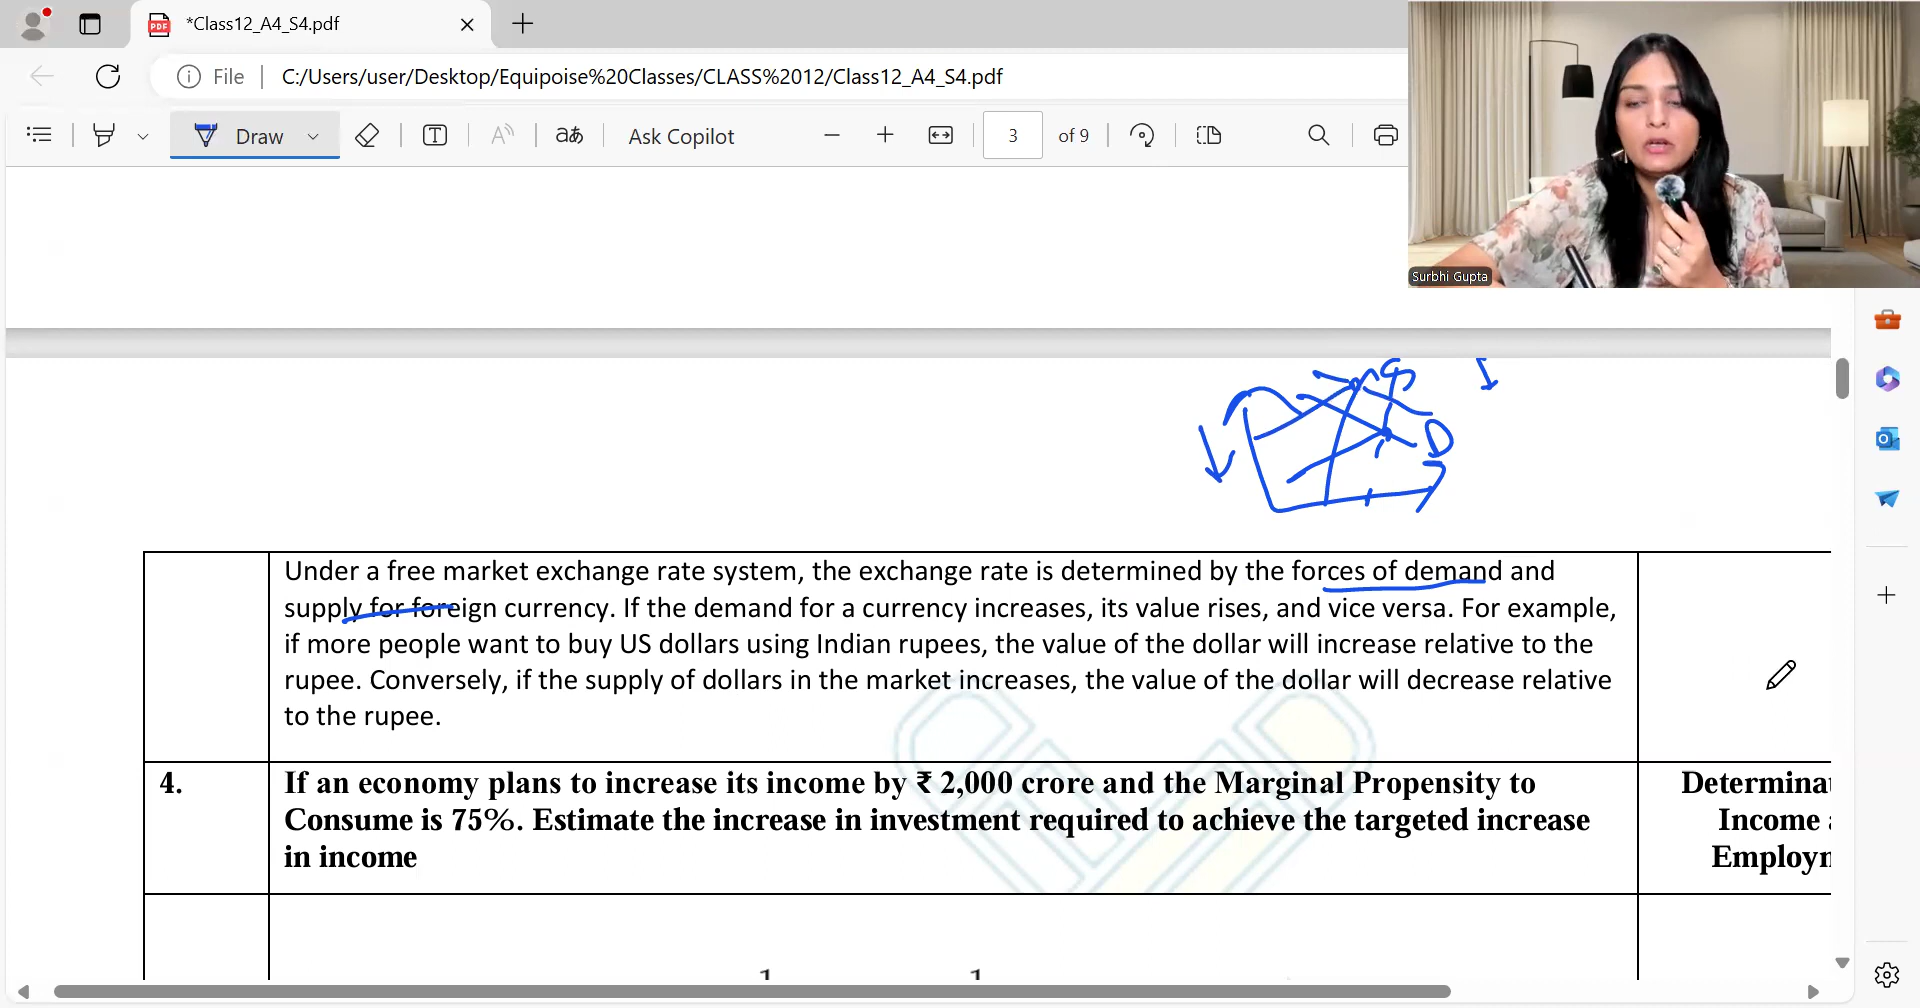 *Class12_A4_S4.pdf
File
C:/Users/user/Desktop/Equipoise%20Classes/CLASS%2012/Class12_A4_S4.pdf
Draw
T
aあ
Ask Copilot
3 of 9
Surbhi Gupta
S
D
Under a free market exchange rate system, the exchange rate is determined by the forces of demand and
supply for foreign currency. If the demand for a currency increases, its value rises, and vice versa. For example,
if more people want to buy US dollars using Indian rupees, the value of the dollar will increase relative to the
rupee. Conversely, if the supply of dollars in the market increases, the value of the dollar will decrease relative
to the rupee.
4. If an economy plans to increase its income by ₹ 2,000 crore and the Marginal Propensity to
Consume is 75%. Estimate the increase in investment required to achieve the targeted increase
in income
Determina
Income
Employ
1 1